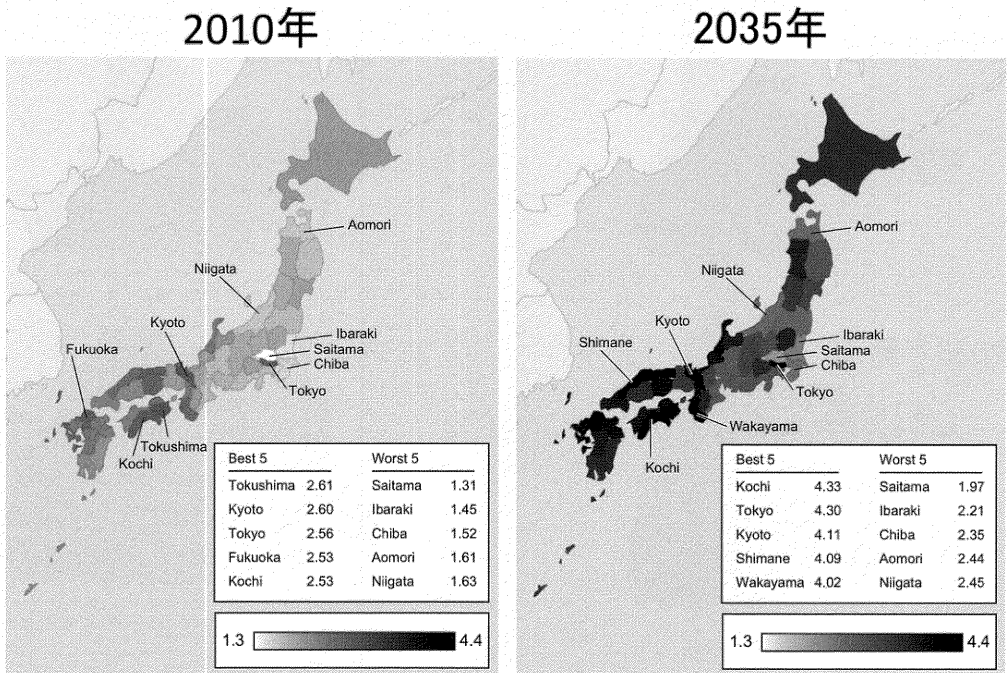 2010年
Aomori
Niigata
Kyoto
Ibaraki
Fukuoka
Saitama
Chiba
Tokyo
Tokushima
Kochi
Best 5 Worst 5
Tokushima 2.61 Saitama 1.31
Kyoto 2.60 Ibaraki 1.45
Tokyo 2.56 Chiba 1.52
Fukuoka 2.53 Aomori 1.61
Kochi 2.53 Niigata 1.63
1.3 4.4
2035年
Aomori
Niigata
Kyoto
Ibaraki
Shimane
Saitama
Chiba
Tokyo
Wakayama
Kochi
Best 5 Worst 5
Kochi 4.33 Saitama 1.97
Tokyo 4.30 Ibaraki 2.21
Kyoto 4.11 Chiba 2.35
Shimane 4.09 Aomori 2.44
Wakayama 4.02 Niigata 2.45
1.3 4.4